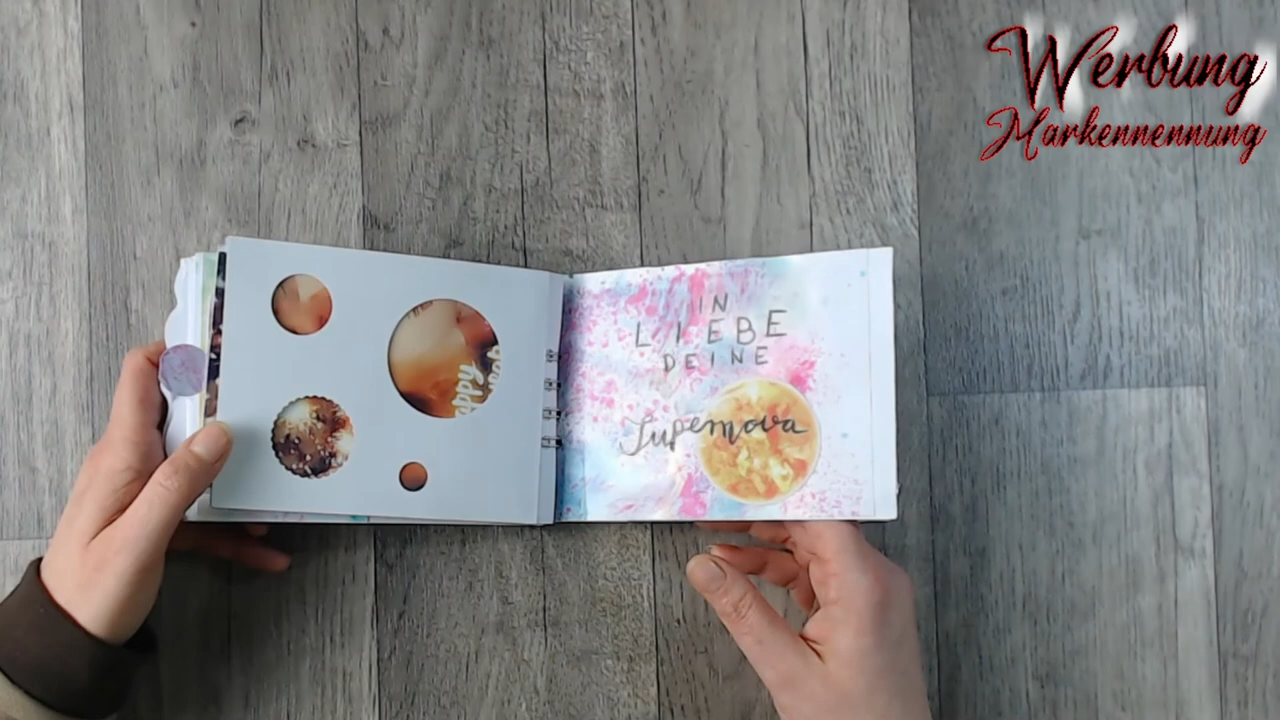 Werbung
Markennennung
IN
LIEBE
DEINE
Supernova